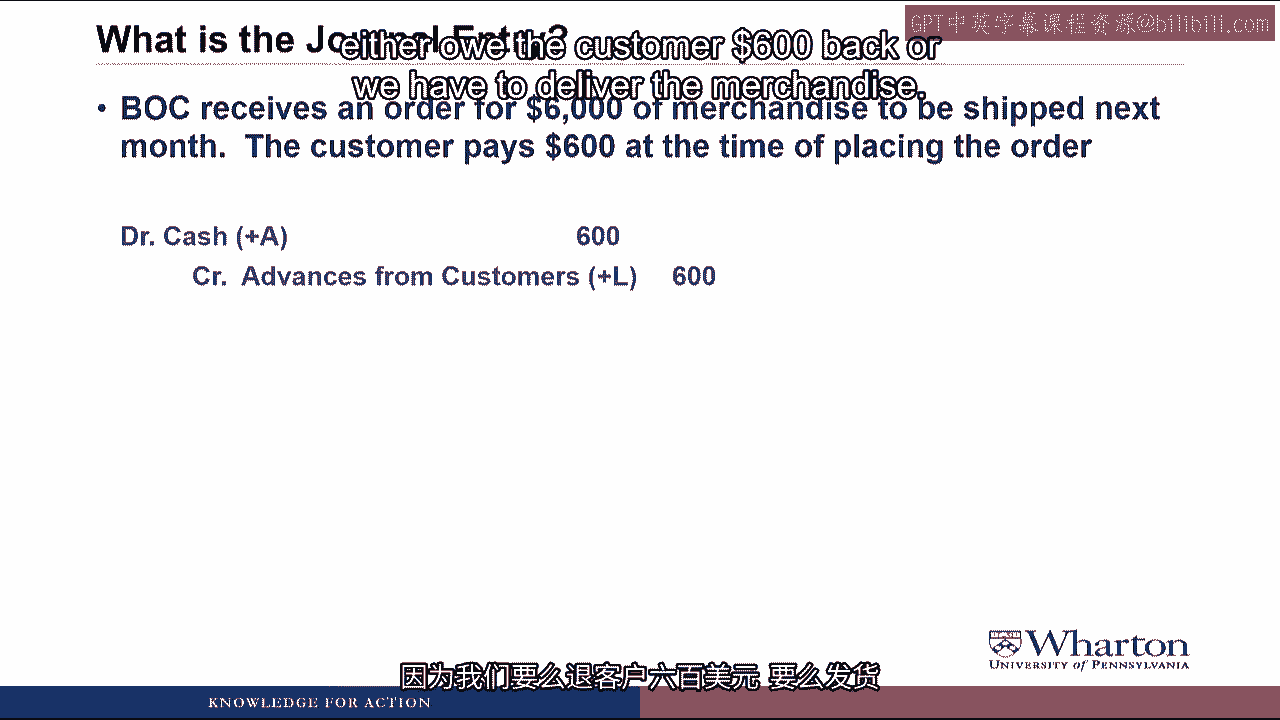 What is the Journal Entry?
GPT中英字幕课程资源@bilibili.com
either owe the customer $600 back or
we have to deliver the merchandise.
• BOC receives an order for $6,000 of merchandise to be shipped next
month. The customer pays $600 at the time of placing the order
Dr. Cash (+A) 600
Cr. Advances from Customers (+L) 600
Wharton
UNIVERSITY of PENNSYLVANIA
因为我们要么退客户六百美元 要么发货
KNOWLEDGE FOR ACTION